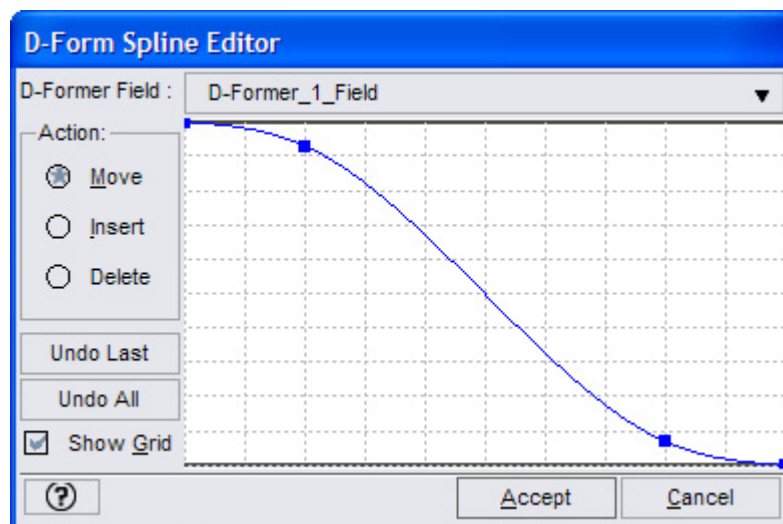 D-Form Spline Editor
D-Former Field : D-Former_1_Field
Action:
Move
Insert
Delete
Undo Last
Undo All
Show Grid
? Accept Cancel